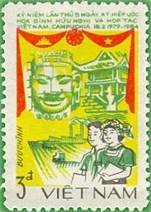 KỶ NIỆM LẦN THỨ 5 NGÀY KÝ HIỆP ƯỚC
HÒA BÌNH HỮU NGHỊ VÀ HỢP TÁC
VIỆT NAM, CAMPUCHIA 18.2.1979-1984
BƯU CHÍNH
3đ
VIỆT NAM